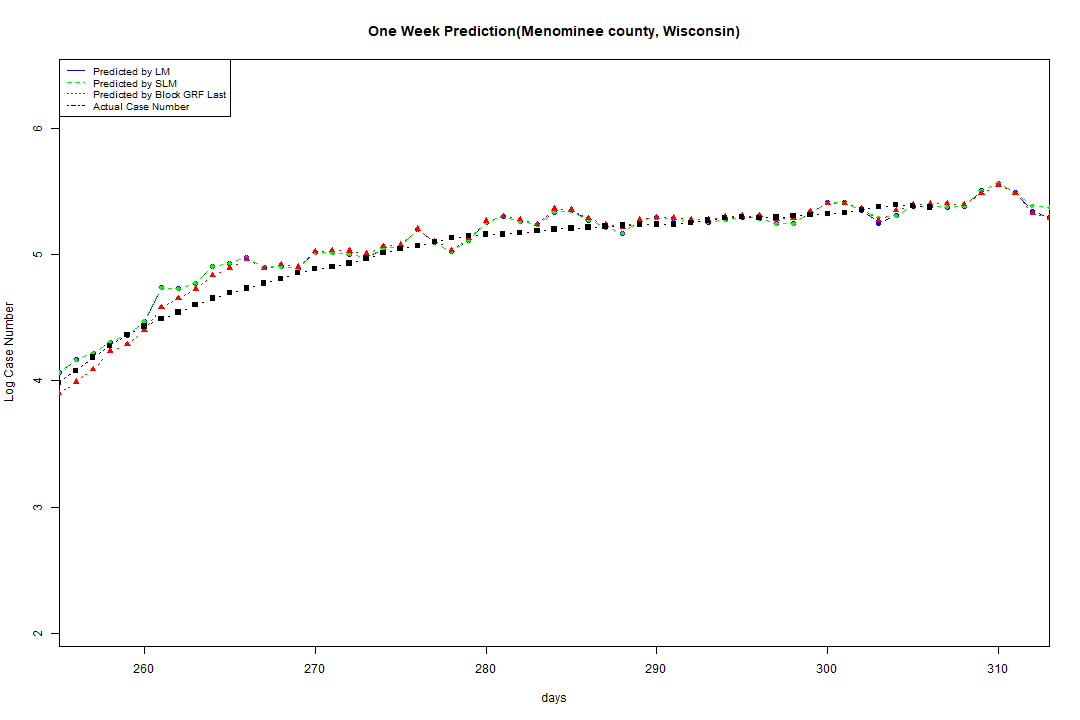 One Week Prediction(Menominee county, Wisconsin)
Predicted by LM
Predicted by SLM
Predicted by Block GRF Last
Actual Case Number
6
5
4
3
2
Log Case Number
260 270 280 290 300 310
days